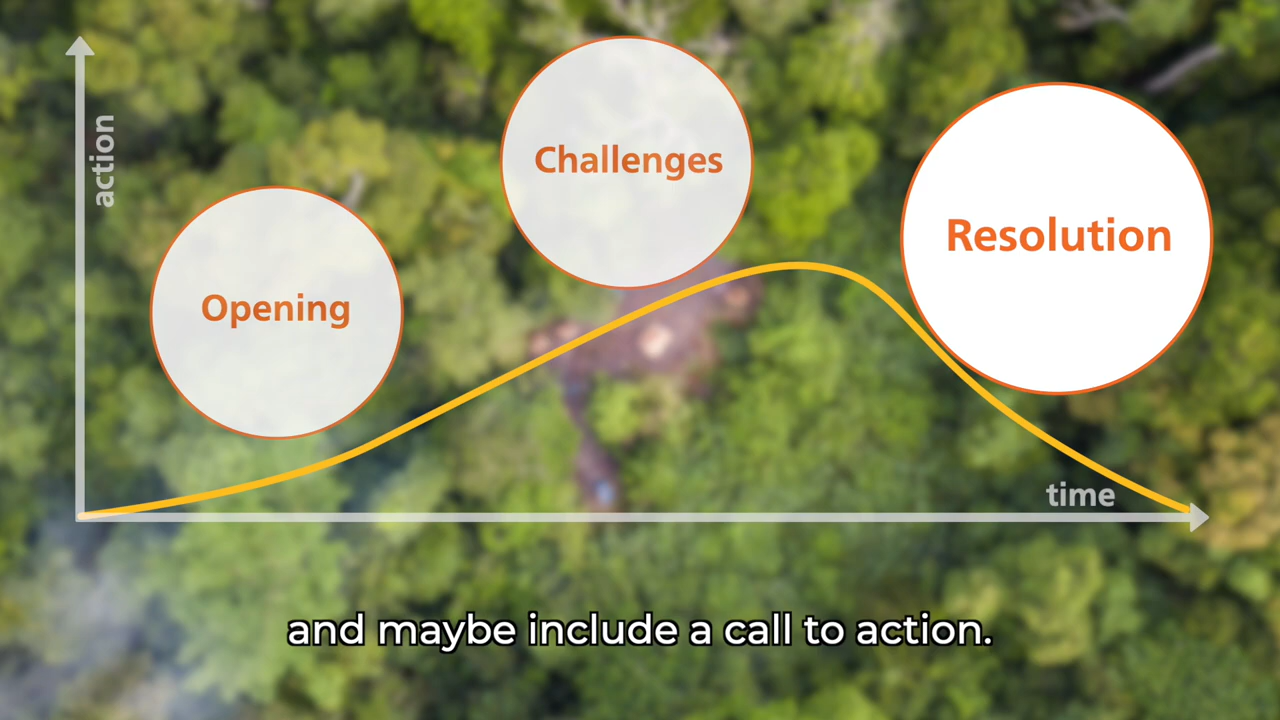 action
Opening
Challenges
Resolution
time
and maybe include a call to action.